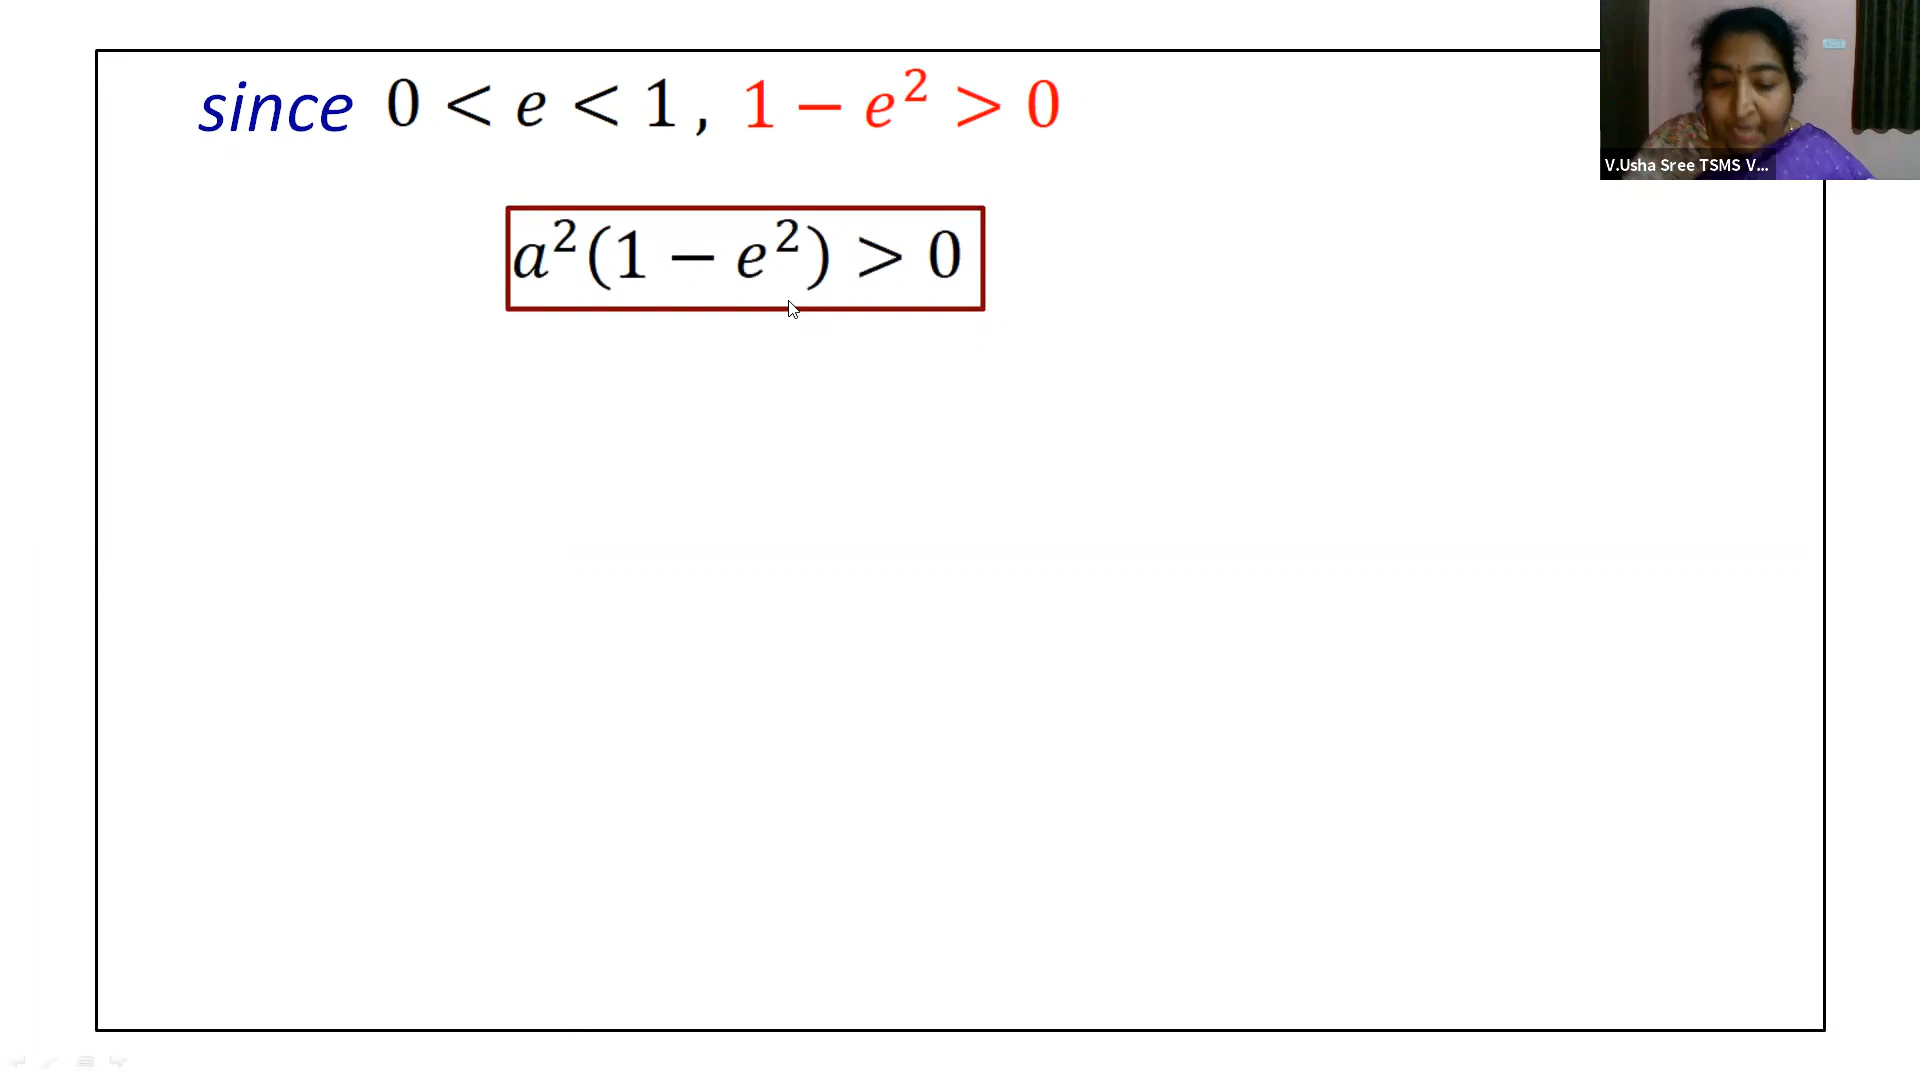 since 0 < e < 1 , 1 − e² > 0
a²(1 − e²) > 0
V.Usha Sree TSMS V...